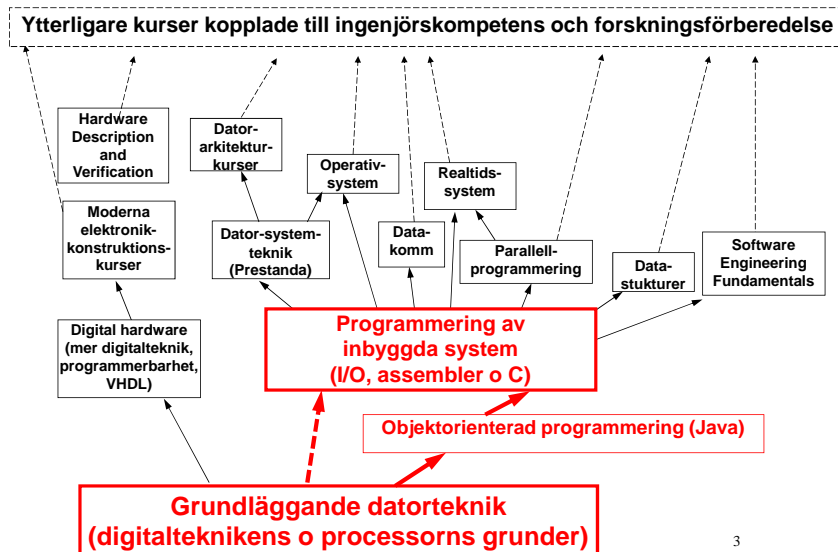 Ytterligare kurser kopplade till ingenjörskompetens och forskningsförberedelse
Hardware
Description
and
Verification
Dator-
arkitektur-
kurser
Operativ-
system
Realtids-
system
Moderna
elektronik-
konstruktions-
kurser
Dator-system-
teknik
(Prestanda)
Data-
komm
Parallell-
programmering
Data-
stukturer
Software
Engineering
Fundamentals
Digital hardware
(mer digitalteknik,
programmerbarhet,
VHDL)
Programmering av
inbyggda system
(I/O, assembler o C)
Objektorienterad programmering (Java)
Grundläggande datorteknik
(digitalteknikens o processorns grunder)
3